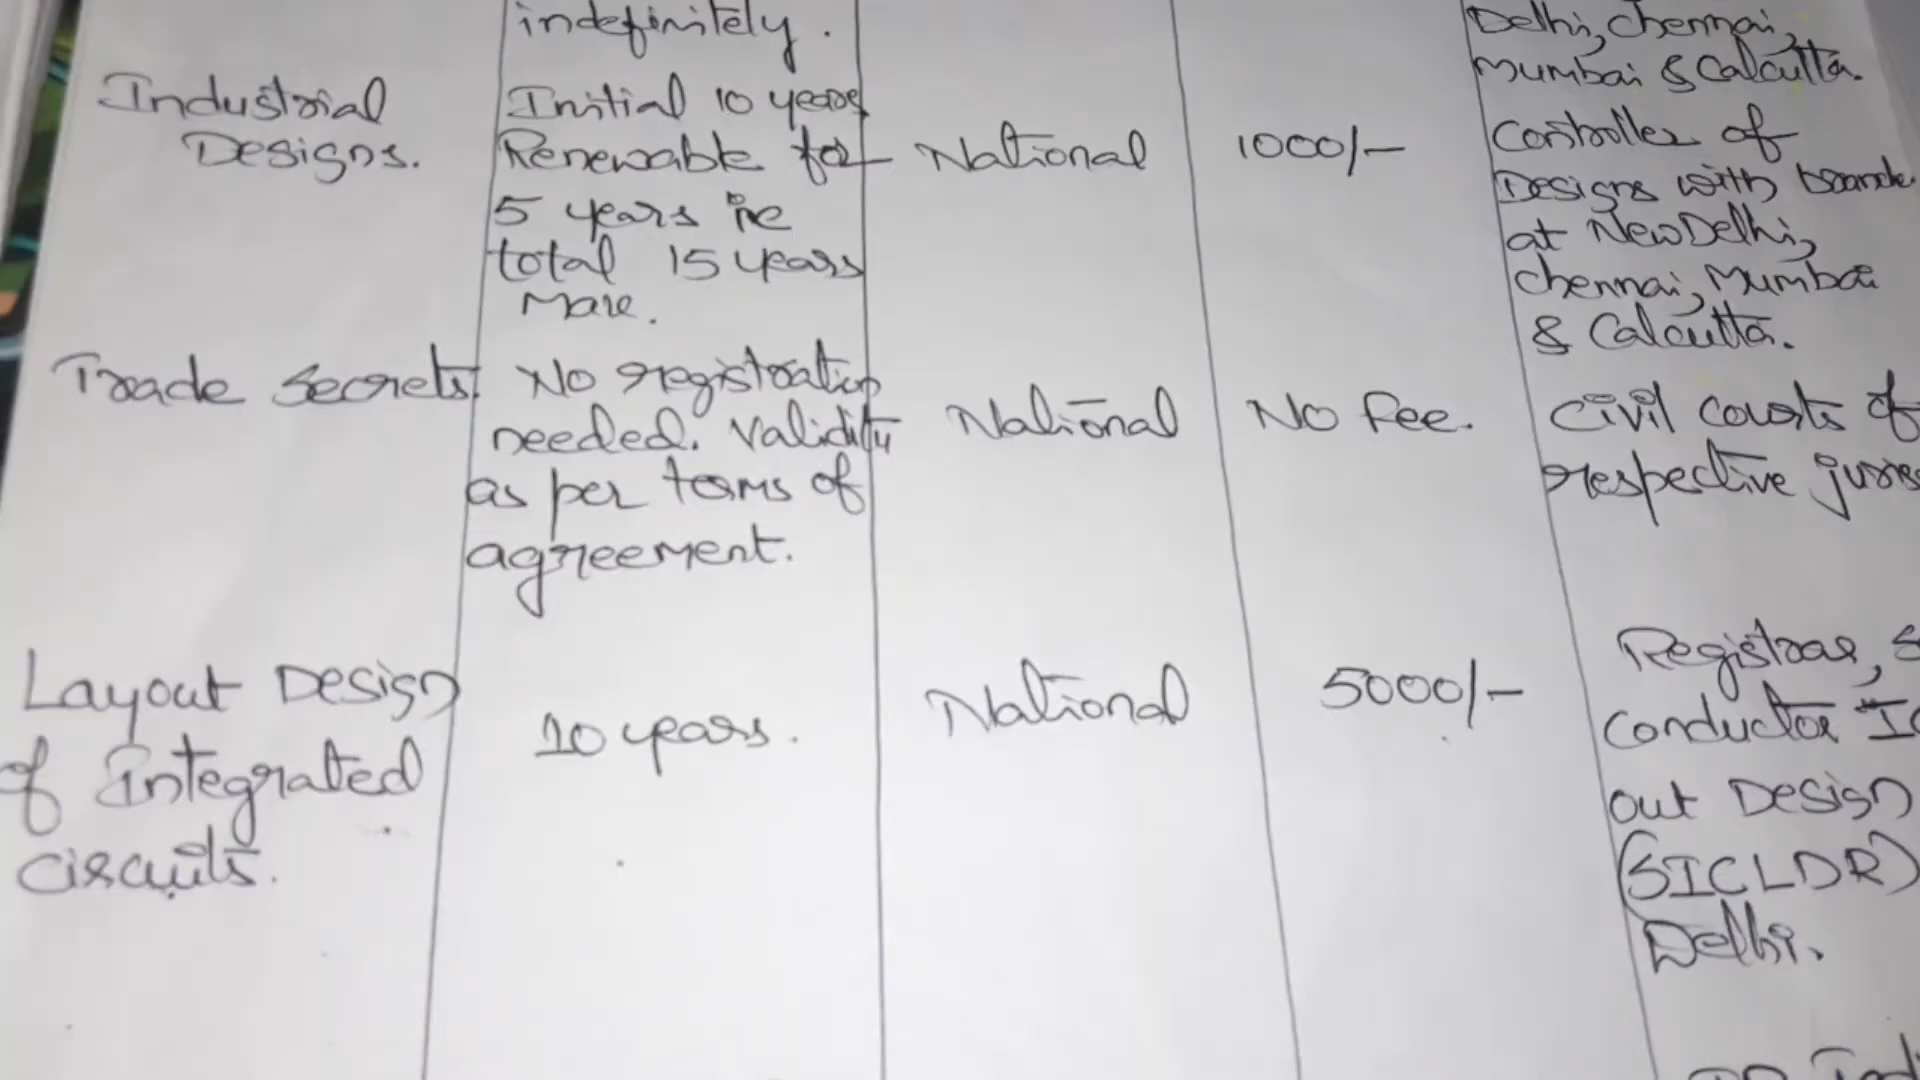 indefinitely.
Delhi, Chennai,
Mumbai & Calcutta.
Industrial
Designs.
Initial 10 years
Renewable for
5 years ie
total 15 years
Max.
National
1000/-
Controller of
Designs with
at New Delhi,
Chennai, Mumbai
& Calcutta.
Trade Secrets
No registration
needed. Validity
as per terms of
agreement.
National
No Fee.
Civil courts of
respective
Layout Design
of Integrated
circuits.
10 years.
National
5000/-
Registrar,
conductor
out Design
(SICLDR)
Delhi.